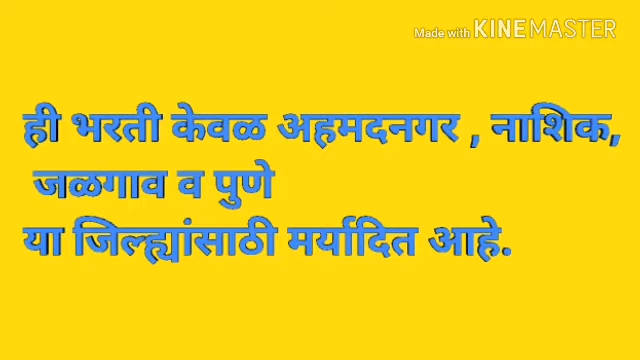 Made with KINEMASTER
ही भरती केवळ अहमदनगर , नाशिक,
जळगाव व पुणे
या जिल्ह्यांसाठी मर्यादित आहे.